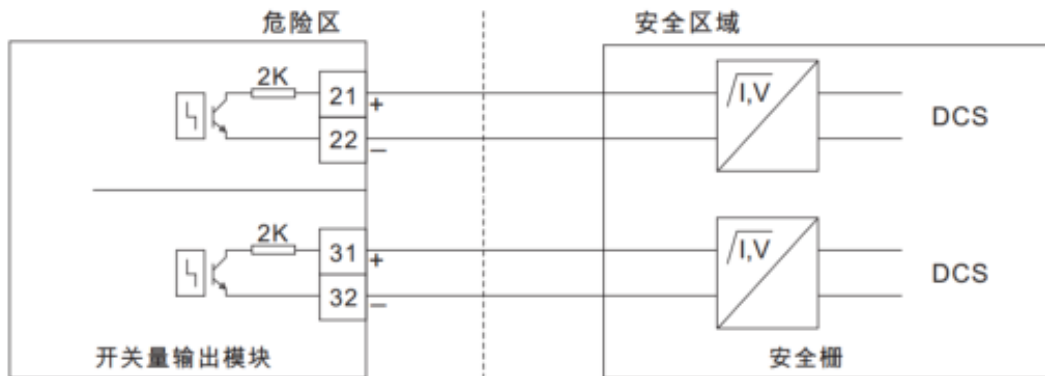 危险区
安全区域
2K
21
+
22
—
I,V
DCS
2K
31
+
32
—
I,V
DCS
开关量输出模块
安全栅